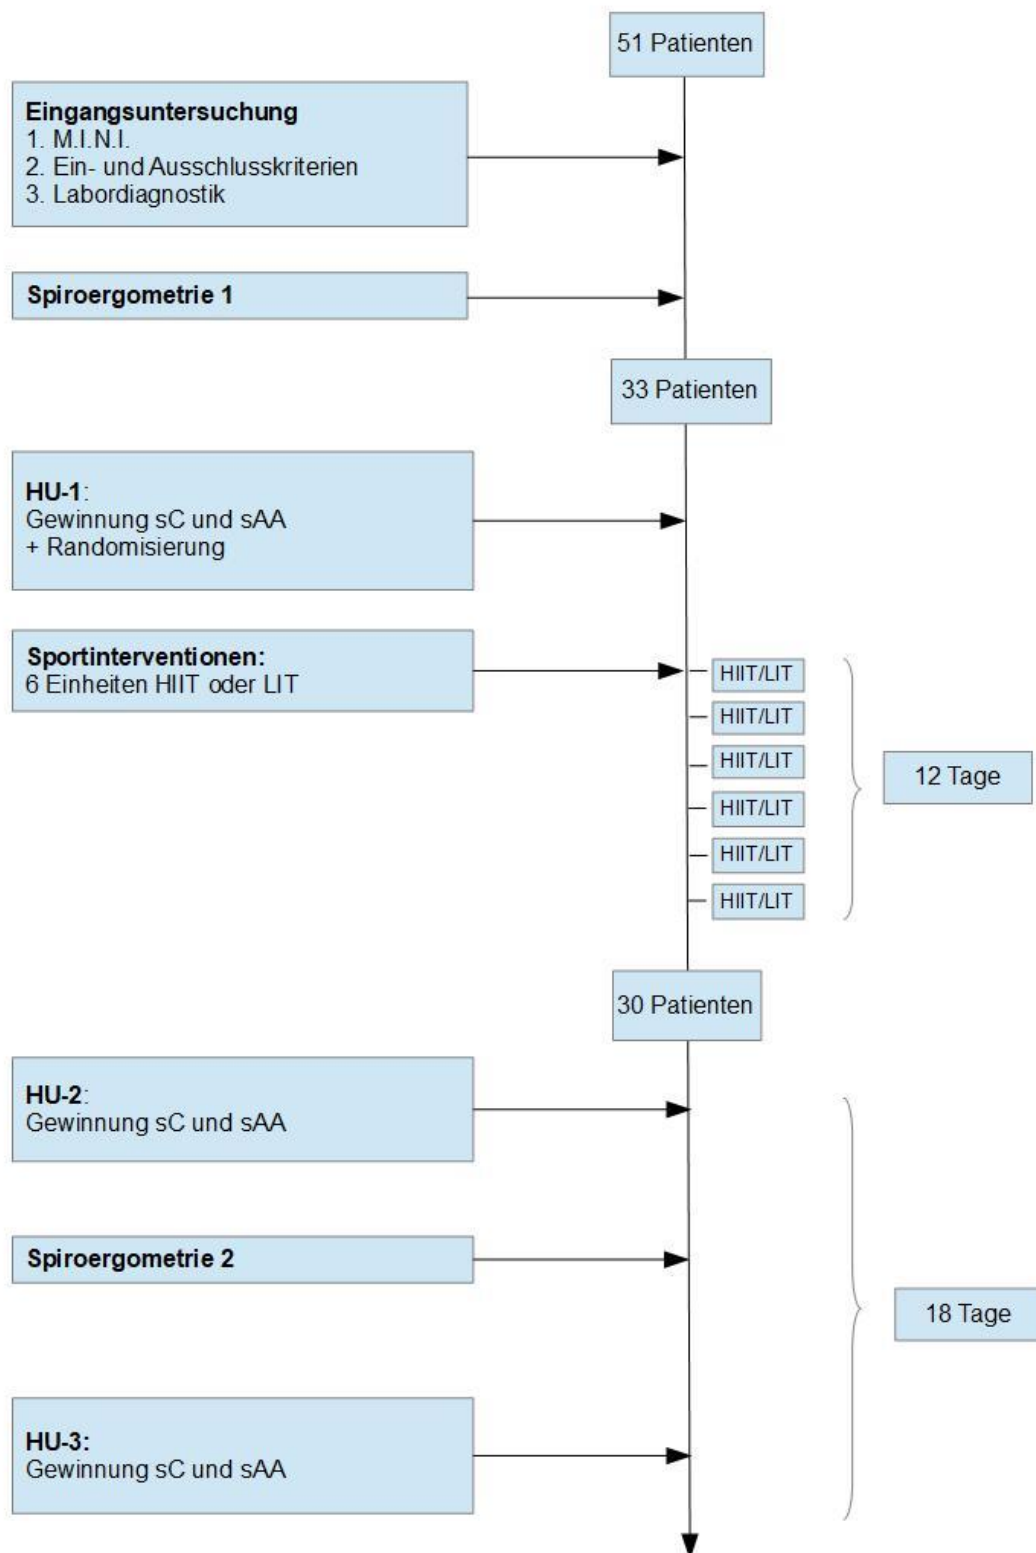 51 Patienten
Eingangsuntersuchung
1. M.I.N.I.
2. Ein- und Ausschlusskriterien
3. Labordiagnostik
Spiroergometrie 1
33 Patienten
HU-1:
Gewinnung sC und sAA
+ Randomisierung
Sportinterventionen:
6 Einheiten HIIT oder LIT
HIIT/LIT
HIIT/LIT
HIIT/LIT
HIIT/LIT
HIIT/LIT
HIIT/LIT
12 Tage
30 Patienten
HU-2:
Gewinnung sC und sAA
Spiroergometrie 2
18 Tage
HU-3:
Gewinnung sC und sAA